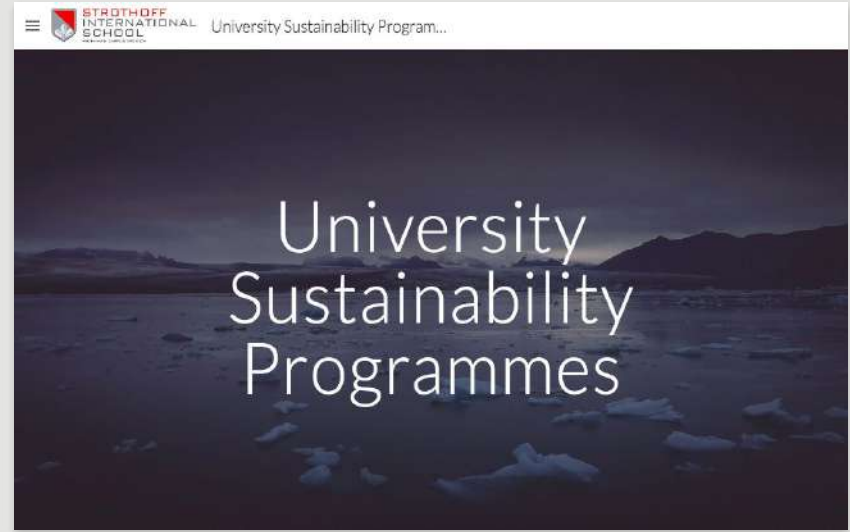 STROTHOFF
INTERNATIONAL
SCHOOL
University Sustainability Program...
University
Sustainability
Programmes